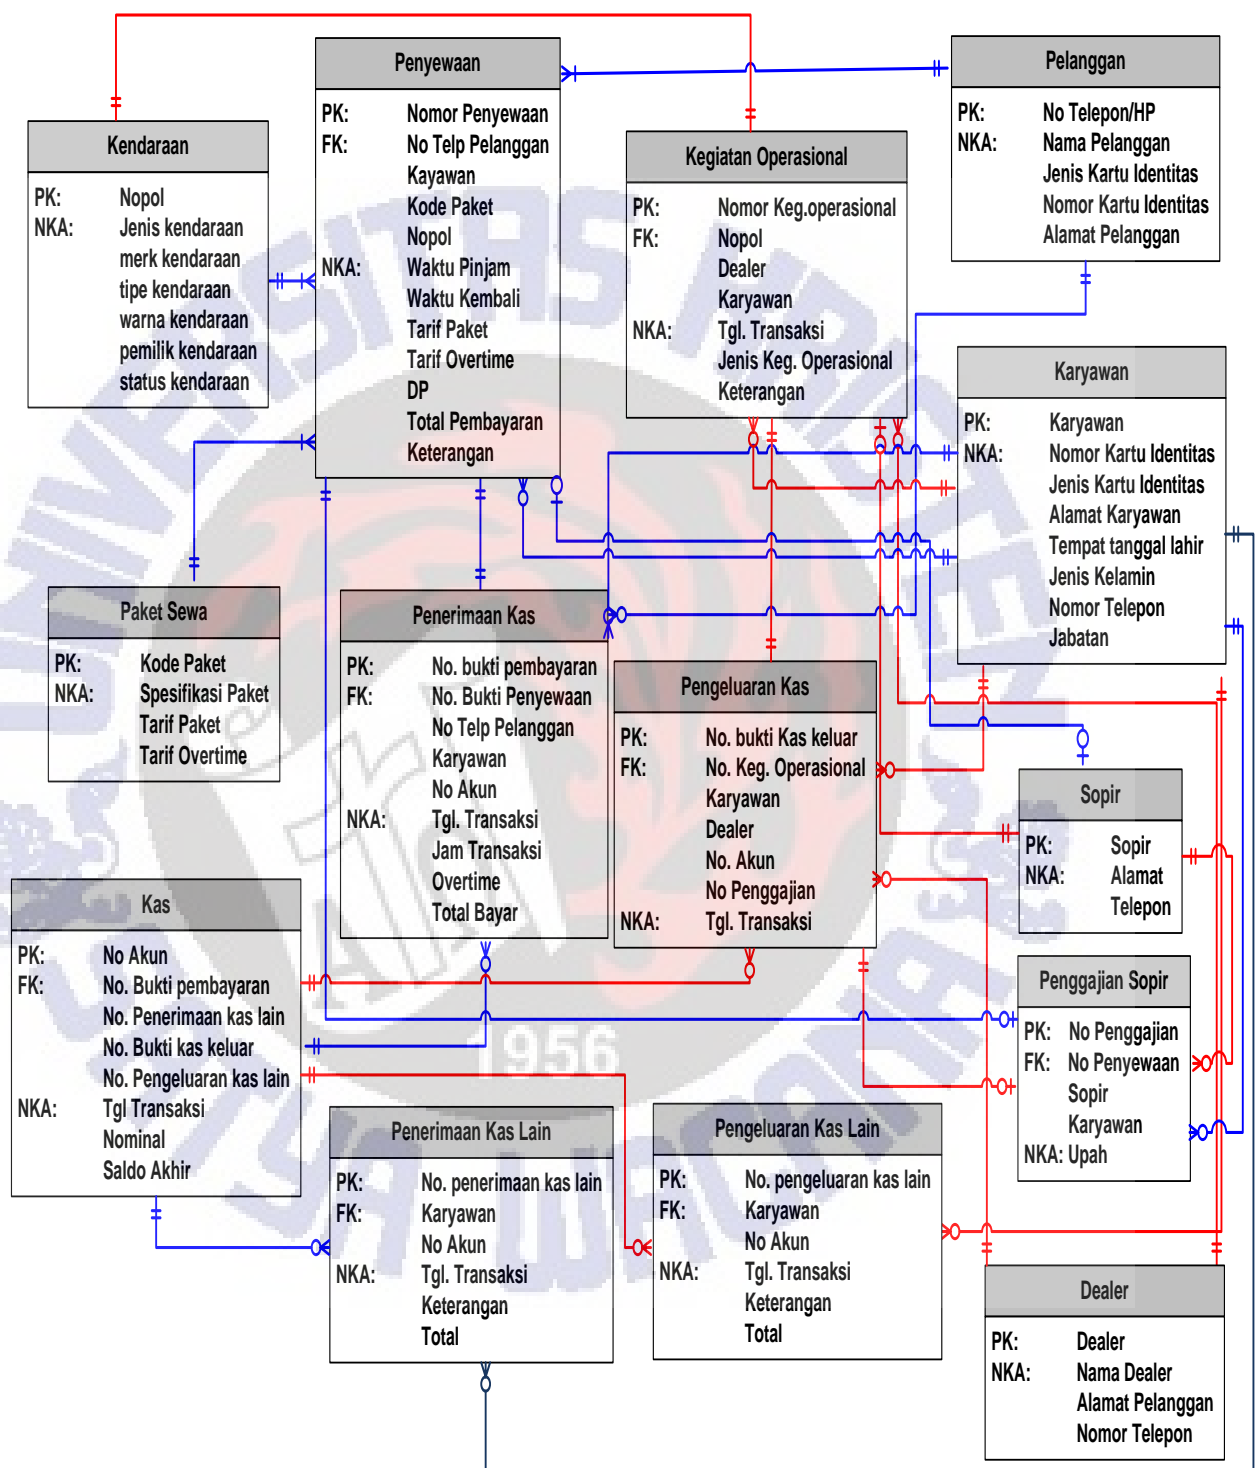 Penyewaan
PK: Nomor Penyewaan
FK: No Telp Pelanggan
Kayawan
Kode Paket
Nopol
NKA: Waktu Pinjam
Waktu Kembali
Tarif Paket
Tarif Overtime
DP
Total Pembayaran
Keterangan
Pelanggan
PK: No Telepon/HP
NKA: Nama Pelanggan
Jenis Kartu Identitas
Nomor Kartu Identitas
Alamat Pelanggan
Kendaraan
PK: Nopol
NKA: Jenis kendaraan
merk kendaraan
tipe kendaraan
warna kendaraan
pemilik kendaraan
status kendaraan
Kegiatan Operasional
PK: Nomor Keg.operasional
FK: Nopol
Dealer
Karyawan
NKA: Tgl. Transaksi
Jenis Keg. Operasional
Keterangan
Karyawan
PK: Karyawan
NKA: Nomor Kartu Identitas
Jenis Kartu Identitas
Alamat Karyawan
Tempat tanggal lahir
Jenis Kelamin
Nomor Telepon
Jabatan
Paket Sewa
PK: Kode Paket
NKA: Spesifikasi Paket
Tarif Paket
Tarif Overtime
Penerimaan Kas
PK: No. bukti pembayaran
FK: No. Bukti Penyewaan
No Telp Pelanggan
Karyawan
No Akun
NKA: Tgl. Transaksi
Jam Transaksi
Overtime
Total Bayar
Pengeluaran Kas
PK: No. bukti Kas keluar
FK: No. Keg. Operasional
Karyawan
Dealer
No. Akun
No Penggajian
NKA: Tgl. Transaksi
Sopir
PK: Sopir
NKA: Alamat
Telepon
Kas
PK: No Akun
FK: No. Bukti pembayaran
No. Penerimaan kas lain
No. Bukti kas keluar
No. Pengeluaran kas lain
NKA: Tgl Transaksi
Nominal
Saldo Akhir
Penggajian Sopir
PK: No Penggajian
FK: No Penyewaan
Sopir
Karyawan
NKA: Upah
Penerimaan Kas Lain
PK: No. penerimaan kas lain
FK: Karyawan
No Akun
NKA: Tgl. Transaksi
Keterangan
Total
Pengeluaran Kas Lain
PK: No. pengeluaran kas lain
FK: Karyawan
No Akun
NKA: Tgl. Transaksi
Keterangan
Total
Dealer
PK: Dealer
NKA: Nama Dealer
Alamat Pelanggan
Nomor Telepon
UNIVERSITAS KRISTEN
SATYA WACANA
1956